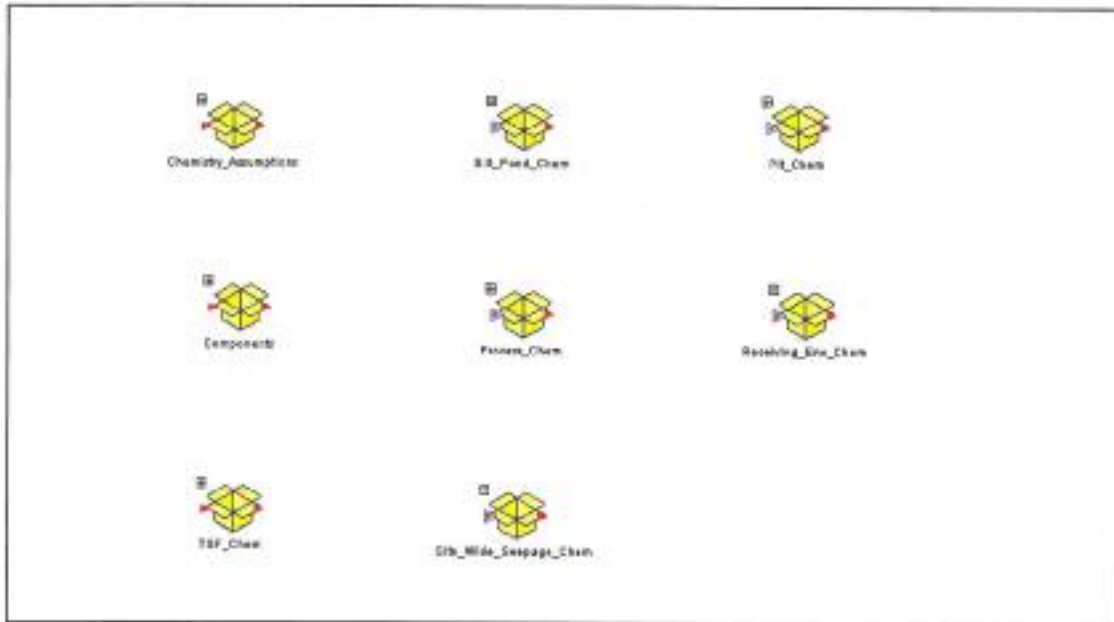 Chemistry_Assumptions
Pit_Chem
Components
Process_Chem
Receiving_Env_Chem
TSF_Chem
Site_Wide_Seepage_Chem